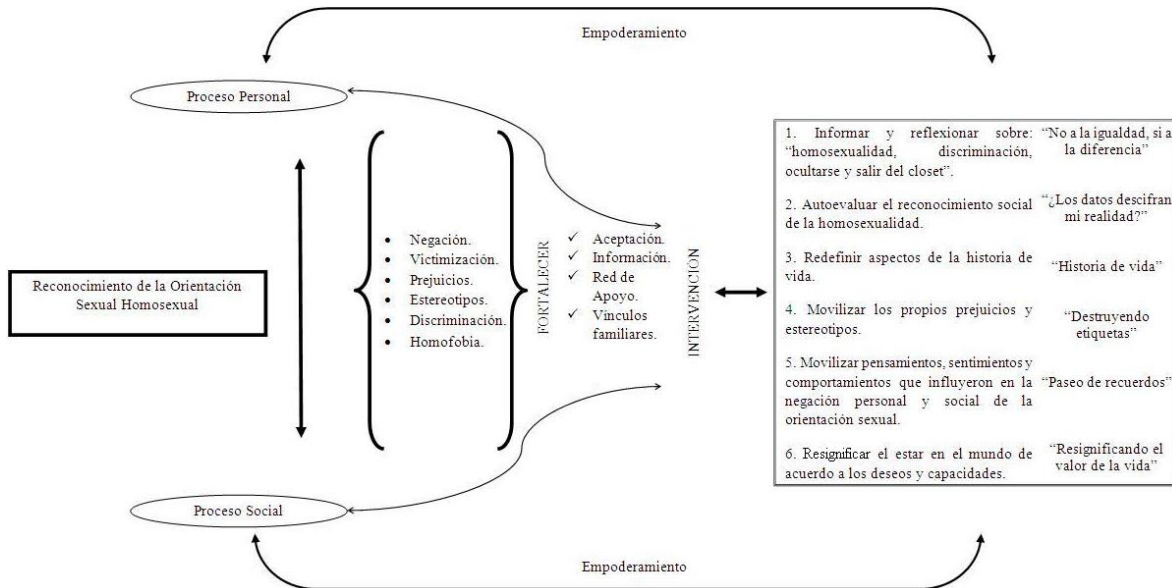 Empoderamiento
Proceso Personal
Reconocimiento de la Orientación
Sexual Homosexual
Negación.
Victimización.
Prejuicios.
Estereotipos.
Discriminación.
Homofobia.
FORTALECER
Aceptación.
Información.
Red de
Apoyo.
Vínculos
familiares.
INTERVENCIÓN
1. Informar y reflexionar sobre:
“homosexualidad, discriminación,
ocultarse y salir del closet”.
“No a la igualdad, si a
la diferencia”
2. Autoevaluar el reconocimiento social
de la homosexualidad.
“¿Los datos descifran
mi realidad?”
3. Redefinir aspectos de la historia de
vida.
“Historia de vida”
4. Movilizar los propios prejuicios y
estereotipos.
“Destruyendo
etiquetas”
5. Movilizar pensamientos, sentimientos y
comportamientos que influyeron en la
negación personal y social de la
orientación sexual.
“Paseo de recuerdos”
6. Resignificar el estar en el mundo de
acuerdo a los deseos y capacidades.
“Resignificando el
valor de la vida”
Proceso Social
Empoderamiento